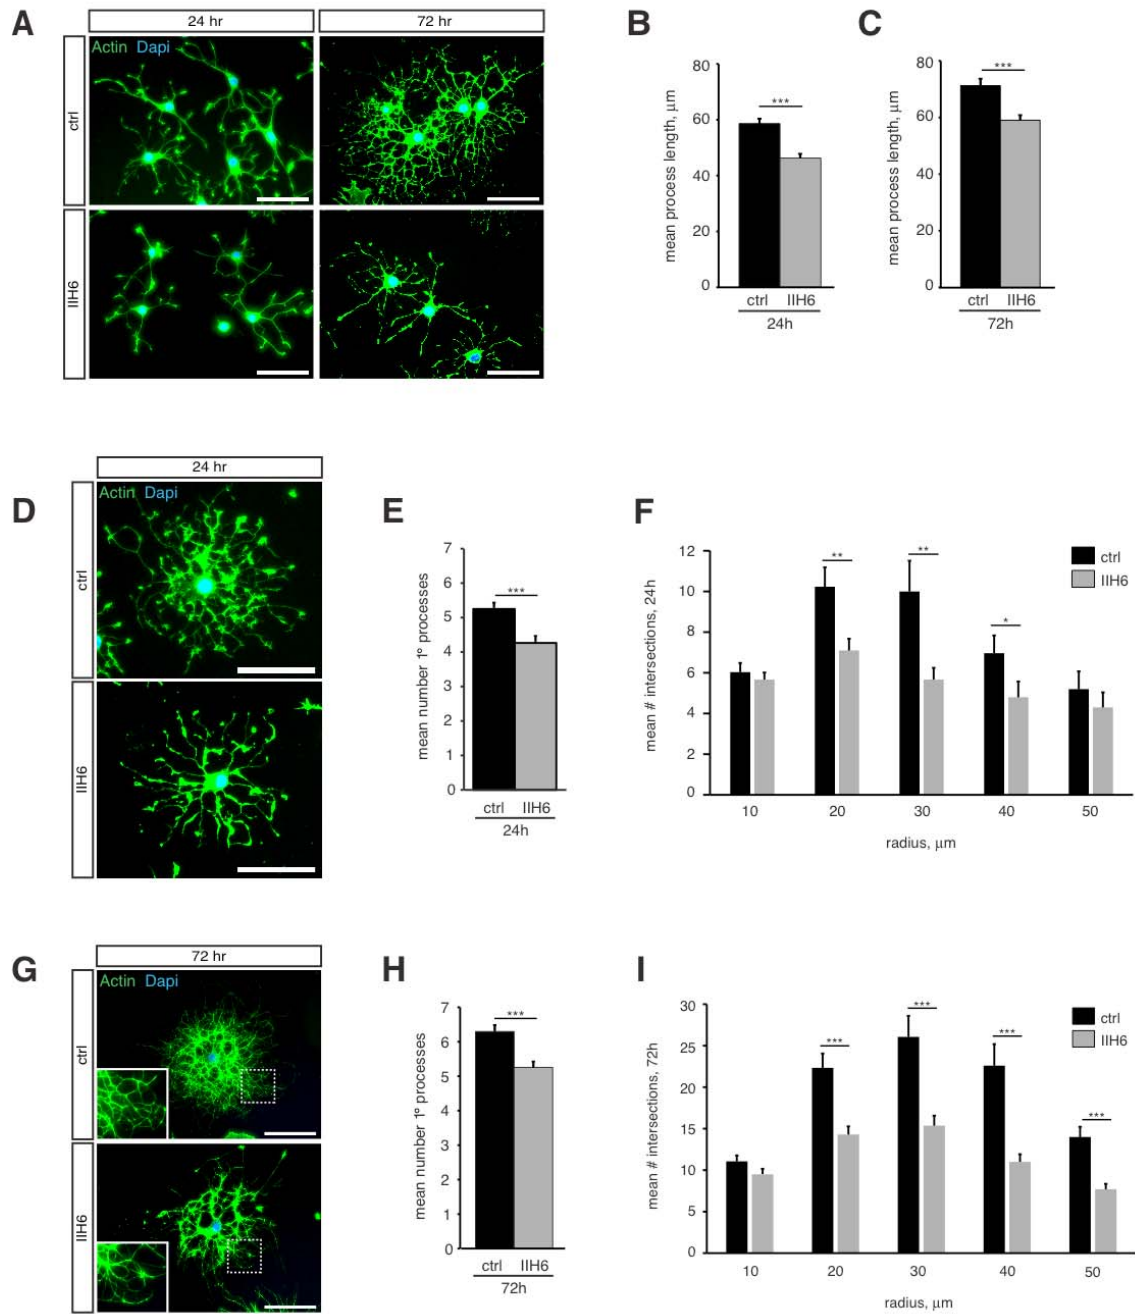 A
24 hr
72 hr
ctrl
Actin Dapi
IIH6
B
80
60
40
20
0
mean process length, μm
***
ctrl IIH6
24h
C
80
60
40
20
0
mean process length, μm
***
ctrl IIH6
72h
D
24 hr
ctrl
Actin Dapi
IIH6
E
7
6
5
4
3
2
1
0
mean number 1º processes
***
ctrl IIH6
24h
F
12
10
8
6
4
2
0
mean # intersections, 24h
**
**
*
ctrl
IIH6
10 20 30 40 50
radius, μm
G
72 hr
ctrl
Actin Dapi
IIH6
H
7
6
5
4
3
2
1
0
mean number 1º processes
***
ctrl IIH6
72h
I
30
25
20
15
10
5
0
mean # intersections, 72h
***
***
***
***
ctrl
IIH6
10 20 30 40 50
radius, μm